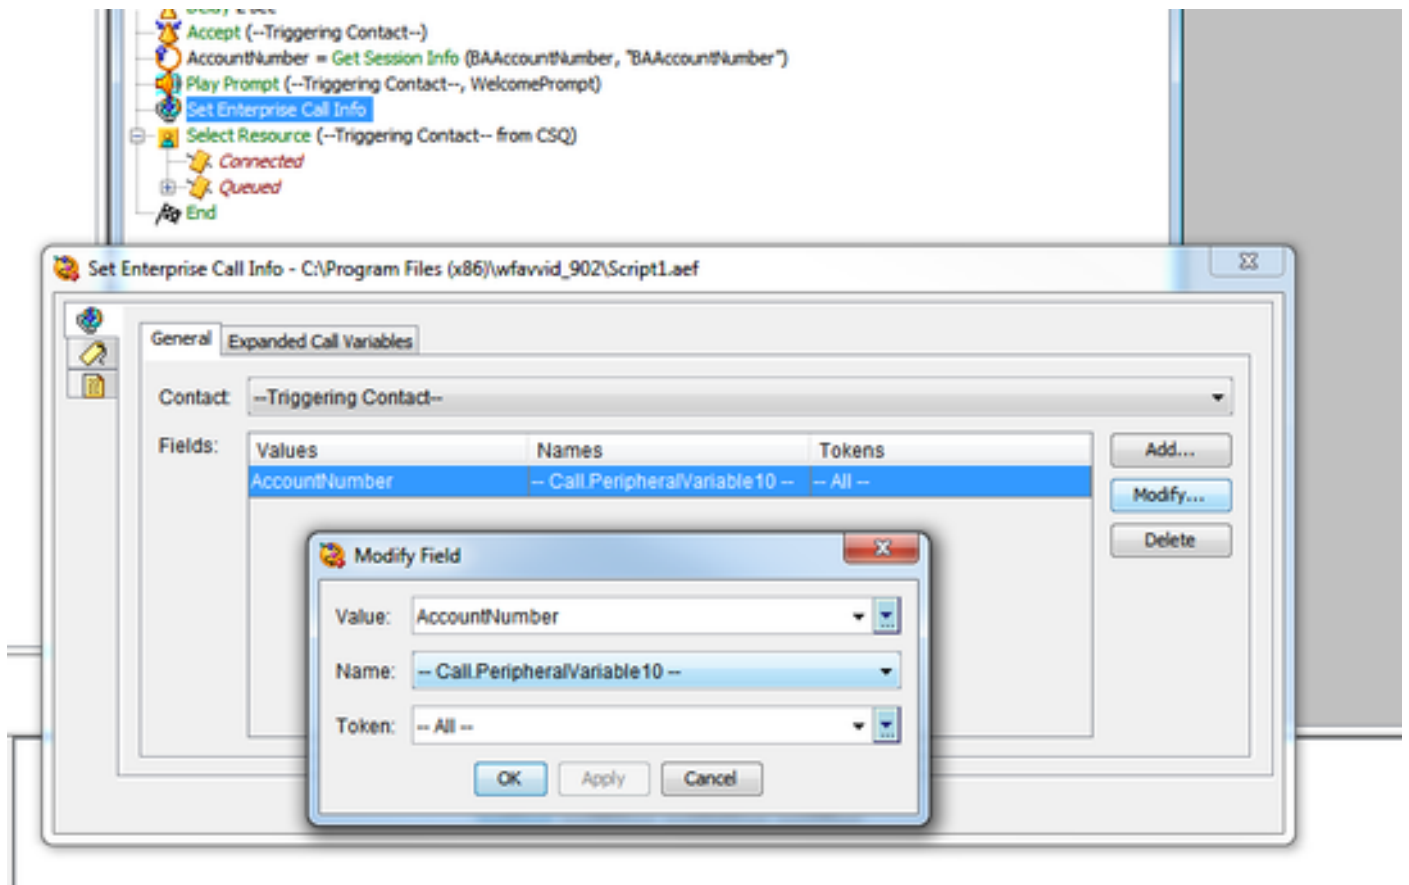 Delay 2 sec
Accept (--Triggering Contact--)
AccountNumber = Get Session Info (BAAccountNumber, "BAAccountNumber")
Play Prompt (--Triggering Contact--, WelcomePrompt)
Set Enterprise Call Info
Select Resource (--Triggering Contact-- from CSQ)
Connected
Queued
End
Set Enterprise Call Info - C:\Program Files (x86)\wfavvid_902\Script1.aef
General Expanded Call Variables
Contact: --Triggering Contact--
Fields: Values Names Tokens Add...
AccountNumber -- Call.PeripheralVariable10 -- -- All --
Modify...
Delete
Modify Field
Value: AccountNumber
Name: -- Call.PeripheralVariable10 --
Token: -- All --
OK Apply Cancel